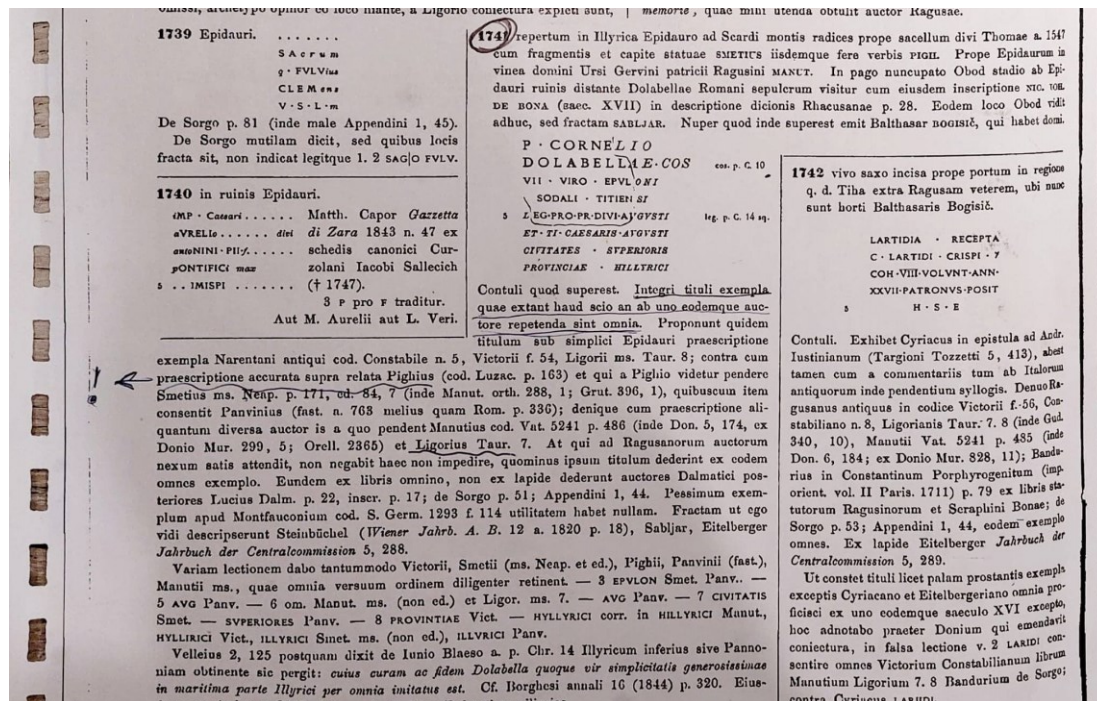 omissi, archetypo opinor eo loco hiante, a Ligorio coniectura expleti sunt,
1739 Epidauri. . . . . . . .
SAcrum
q · FVLVius
CLEMens
V · S · L · m
De Sorgo p. 81 (inde male Appendini 1, 45).
De Sorgo mutilam dicit, sed quibus locis
fracta sit, non indicat legitque 1. 2 SAG|O FVLV.
1740 in ruinis Epidauri.
iMP · Caesari . . . . . .
aVRELIo . . . . . . divi
antoNINI · PII · f. . . . . .
pONTIFICI max
5 . . IMISPI . . . . . . .
Matth. Capor Gazzetta
di Zara 1843 n. 47 ex
schedis canonici Cur-
zolani Iacobi Sallecich
(† 1747).
3 P pro F traditur.
Aut M. Aurelii aut L. Veri.
memorie, quae mihi utenda obtulit auctor Ragusae.
1741 repertum in Illyrica Epidauro ad Scardi montis radices prope sacellum divi Thomae a. 1547
cum fragmentis et capite statuae SMETIVS iisdemque fere verbis PIGH. Prope Epidaurum in
vinea domini Ursi Gervini patricii Ragusini MANUT. In pago nuncupato Obod stadio ab Epi-
dauri ruinis distante Dolabellae Romani sepulcrum visitur cum eiusdem inscriptione NIC. IOH.
DE BONA (saec. XVII) in descriptione dicionis Rhacusanae p. 28. Eodem loco Obod vidit
adhuc, sed fractam SABLJAR. Nuper quod inde superest emit Balthasar BOGISIČ, qui habet domi.
P · CORNELIO
DOLABELLAE · COS cos. p. C. 10
VII · VIRO · EPVLONI
SODALI · TITIENSI
5 LEG·PRO·PR·DIVI·AVGVSTI leg. p. C. 14 sq.
ET · TI · CAESARIS · AVGVSTI
CIVITATES · SVPERIORIS
PROVINCIAE · HILLYRICI
Contuli quod superest. Integri tituli exempla
quae extant haud scio an ab uno eodemque auc-
tore repetenda sint omnia. Proponunt quidem
titulum sub simplici Epidauri praescriptione
exempla Narentani antiqui cod. Constabile n. 5, Victorii f. 54, Ligorii ms. Taur. 8; contra cum
! praescriptione accurata supra relata Pighius (cod. Luzac. p. 163) et qui a Pighio videtur pendere
Smetius ms. Neap. p. 171, ed. 84, 7 (inde Manut. orth. 288, 1; Grut. 396, 1), quibuscum item
consentit Panvinius (fast. a. 763 melius quam Rom. p. 336); denique cum praescriptione ali-
quantum diversa auctor is a quo pendent Manutius cod. Vat. 5241 p. 486 (inde Don. 5, 174, ex
Donio Mur. 299, 5; Orell. 2365) et Ligorius Taur. 7. At qui ad Ragusanorum auctorum
nexum satis attendit, non negabit haec non impedire, quominus ipsum titulum dederint ex codem
omnes exemplo. Eundem ex libris omnino, non ex lapide dederunt auctores Dalmatici pos-
teriores Lucius Dalm. p. 22, inscr. p. 17; de Sorgo p. 51; Appendini 1, 44. Pessimum exem-
plum apud Montfauconium cod. S. Germ. 1293 f. 114 utilitatem habet nullam. Fractam ut ego
vidi descripserunt Steinbüchel (Wiener Jahrb. A. B. 12 a. 1820 p. 18), Sabljar, Eitelberger
Jahrbuch der Centralcommission 5, 288.
Variam lectionem dabo tantummodo Victorii, Smetii (ms. Neap. et ed.), Pighii, Panvinii (fast.),
Manutii ms., quae omnia versuum ordinem diligenter retinent. — 3 EPVLON Smet. Panv.. —
5 AVG Panv. — 6 om. Manut. ms. (non ed.) et Ligor. ms. 7. — AVG Panv. — 7 CIVITATIS
Smet. — SVPERIORES Panv. — 8 PROVINTIAE Vict. — HYLLYRICI corr. in HILLYRICI Manut.,
HYLLIRICI Vict., ILLYRICI Smet. ms. (non ed.), ILLVRICI Panv.
Velleius 2, 125 postquam dixit de Iunio Blaeso a. p. Chr. 14 Illyricum inferius sive Panno-
niam obtinente sic pergit: cuius curam ac fidem Dolabella quoque vir simplicitatis generosissimae
in maritima parte Illyrici per omnia imitatus est. Cf. Borghesi annali 16 (1844) p. 320. Eius-
1742 vivo saxo incisa prope portum in regione
q. d. Tiha extra Ragusam veterem, ubi nunc
sunt horti Balthasaris Bogisič.
LARTIDIA · RECEPTA
C · LARTIDI · CRISPI · 7
COH·VIII·VOLVNT·ANN·
XXVII·PATRONVS·POSIT
5 H · S · E
Contuli. Exhibet Cyriacus in epistula ad Andr.
Iustinianum (Targioni Tozzetti 5, 413), abest
tamen cum a commentariis tum ab Italorum
antiquorum inde pendentium syllogis. Denuo Ra-
gusanus antiquus in codice Victorii f. 56, Con-
stabiliano n. 8, Ligorianis Taur. 7. 8 (inde Gud.
340, 10), Manutii Vat. 5241 p. 485 (inde
Don. 6, 184; ex Donio Mur. 828, 11); Bandu-
rius in Constantinum Porphyrogenitum (imp.
orient. vol. II Paris. 1711) p. 79 ex libris sta-
tutorum Ragusinorum et Seraphini Bonae; de
Sorgo p. 53; Appendini 1, 44, eodem exemplo
omnes. Ex lapide Eitelberger Jahrbuch der
Centralcommission 5, 289.
Ut constet tituli licet palam prostantis exempla
exceptis Cyriacano et Eitelbergeriano omnia pro-
ficisci ex uno eodemque saeculo XVI excepto,
hoc adnotabo praeter Donium qui emendavit
coniectura, in falsa lectione v. 2 LARIDI con-
sentire omnes Victorium Constabilianum librum
Manutium Ligorium 7. 8 Bandurium de Sorgo;
contra Cyriacus